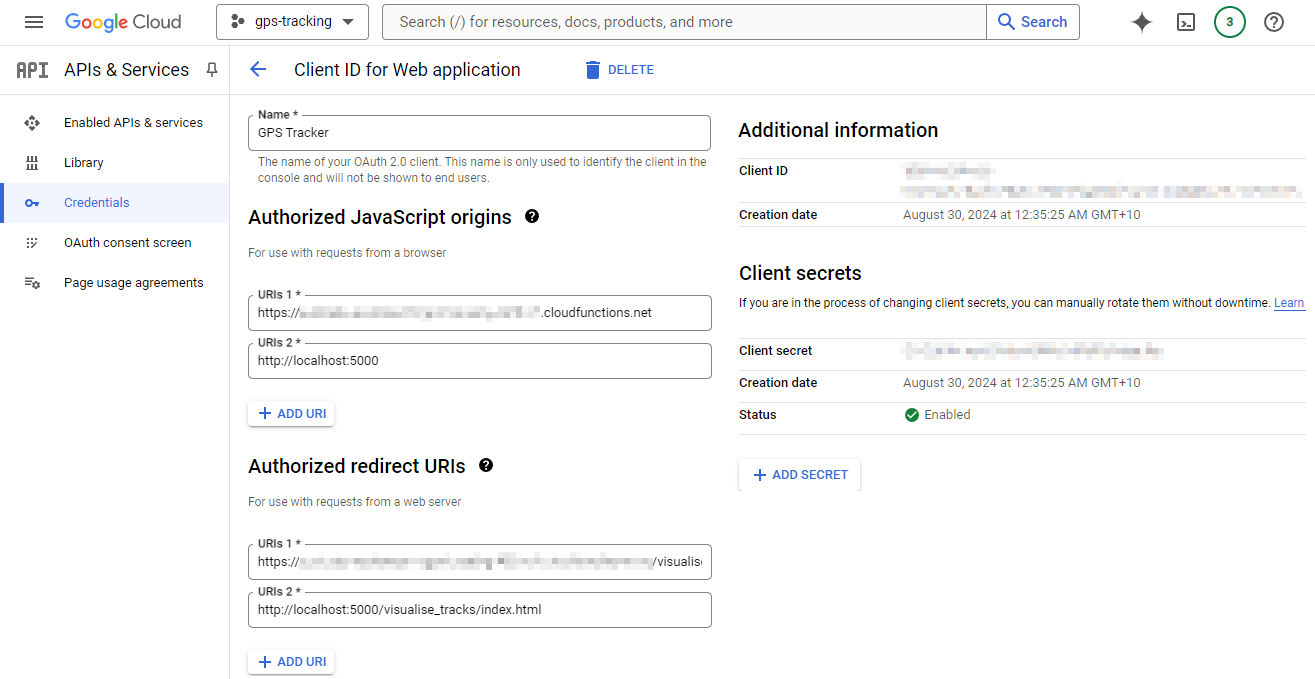 Google Cloud
gps-tracking
Search (/) for resources, docs, products, and more
Search
3
API APIs & Services
Client ID for Web application
DELETE
Enabled APIs & services
Library
Credentials
OAuth consent screen
Page usage agreements
Name *
GPS Tracker
The name of your OAuth 2.0 client. This name is only used to identify the client in the
console and will not be shown to end users.
Authorized JavaScript origins
For use with requests from a browser
URIs 1 *
https:// .cloudfunctions.net
URIs 2 *
http://localhost:5000
ADD URI
Authorized redirect URIs
For use with requests from a web server
URIs 1 *
https:// /visualis
URIs 2 *
http://localhost:5000/visualise_tracks/index.html
ADD URI
Additional information
Client ID
Creation date August 30, 2024 at 12:35:25 AM GMT+10
Client secrets
If you are in the process of changing client secrets, you can manually rotate them without downtime. Learn
Client secret
Creation date August 30, 2024 at 12:35:25 AM GMT+10
Status Enabled
ADD SECRET